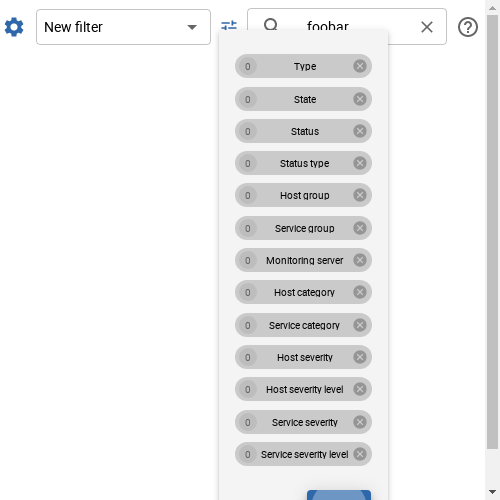 New filter
foobar
0 Type
0 State
0 Status
0 Status type
0 Host group
0 Service group
0 Monitoring server
0 Host category
0 Service category
0 Host severity
0 Host severity level
0 Service severity
0 Service severity level